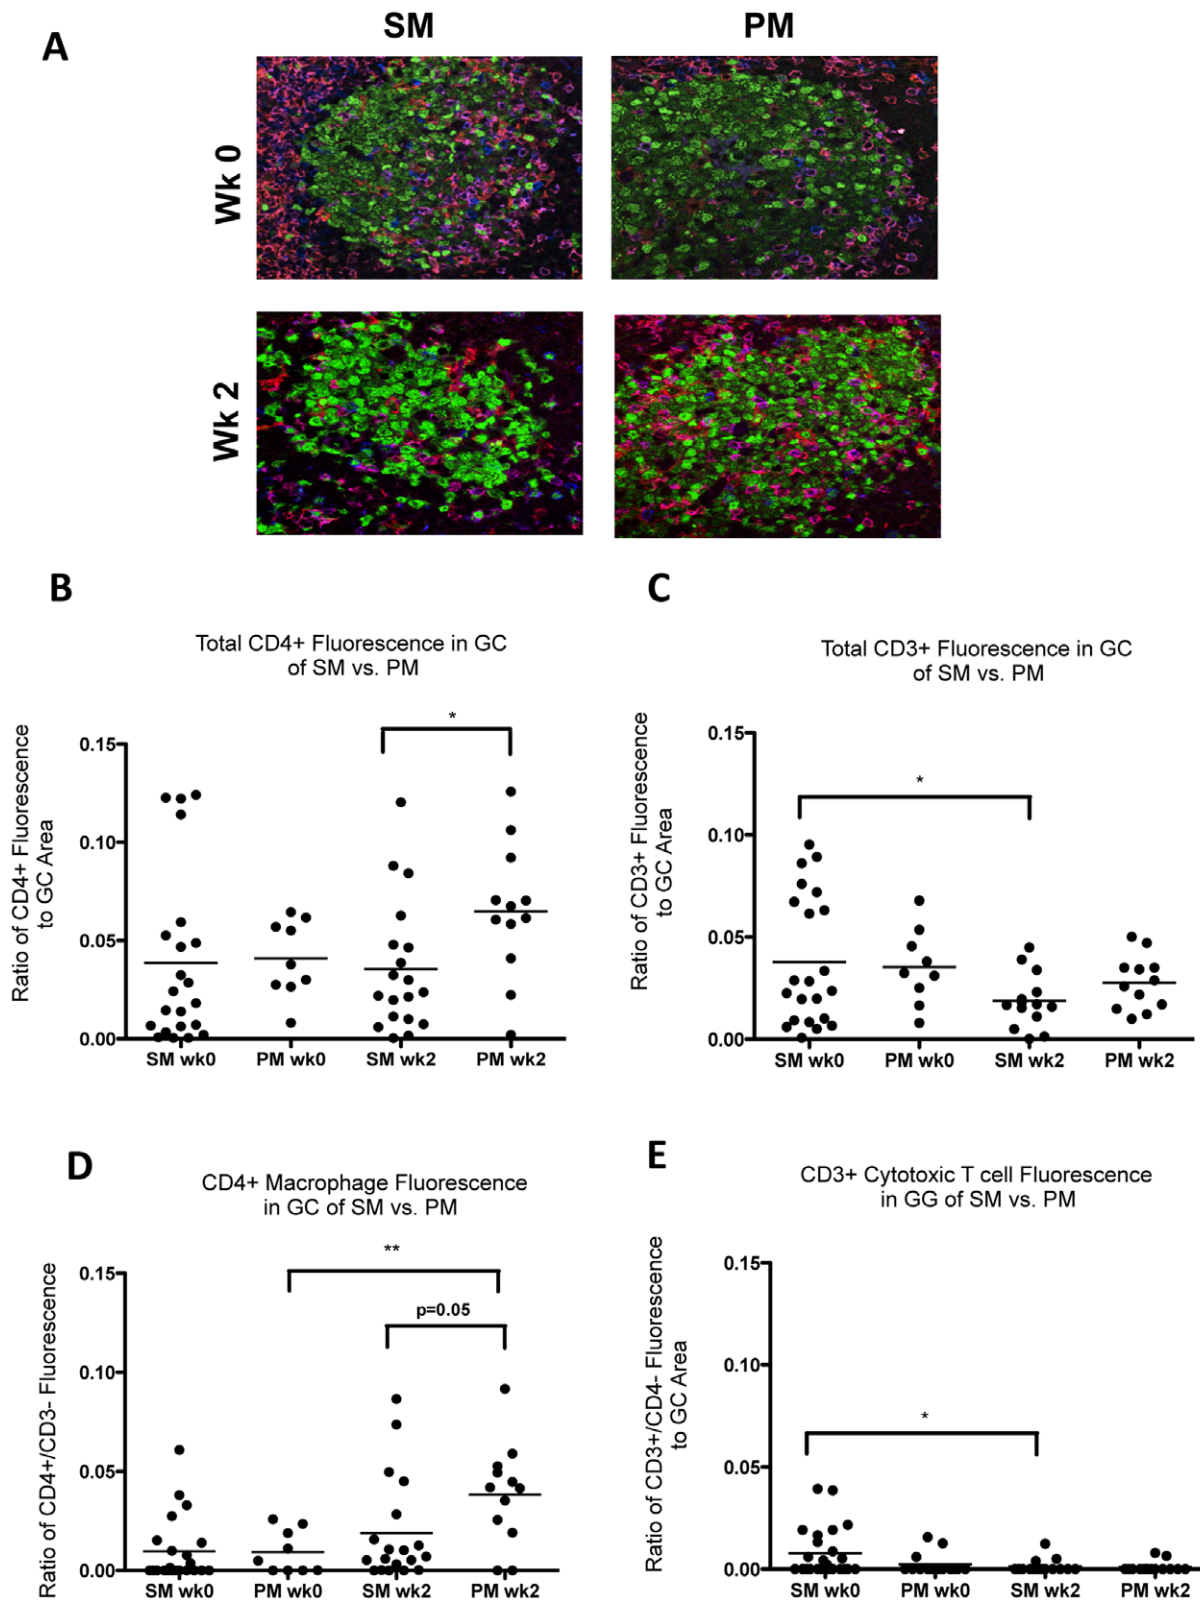 A
SM
PM
Wk 0
Wk 2
B
Total CD4+ Fluorescence in GC
of SM vs. PM
Ratio of CD4+ Fluorescence
to GC Area
*
0.15
0.10
0.05
0.00
SM wk0
PM wk0
SM wk2
PM wk2
C
Total CD3+ Fluorescence in GC
of SM vs. PM
Ratio of CD3+ Fluorescence
to GC Area
*
0.15
0.10
0.05
0.00
SM wk0
PM wk0
SM wk2
PM wk2
D
CD4+ Macrophage Fluorescence
in GC of SM vs. PM
Ratio of CD4+/CD3- Fluorescence
**
p=0.05
0.15
0.10
0.05
0.00
SM wk0
PM wk0
SM wk2
PM wk2
E
CD3+ Cytotoxic T cell Fluorescence
in GG of SM vs. PM
Ratio of CD3+/CD4- Fluorescence
to GC Area
*
0.15
0.10
0.05
0.00
SM wk0
PM wk0
SM wk2
PM wk2